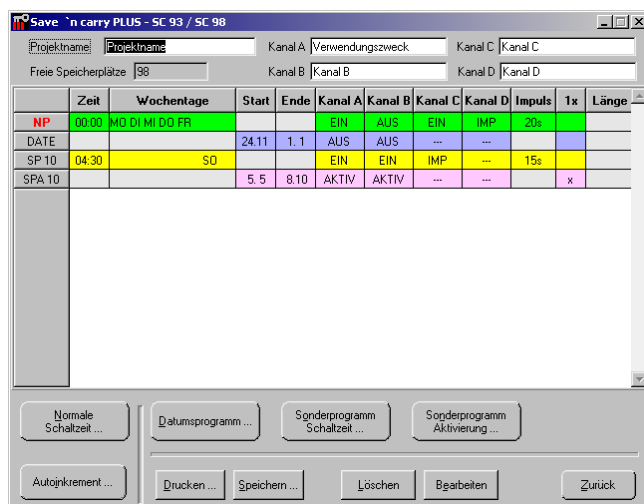 Save `n carry PLUS - SC 93 / SC 98
Projektname Projektname Kanal A Verwendungszweck Kanal C Kanal C
Freie Speicherplätze 98 Kanal B Kanal B Kanal D Kanal D
Zeit Wochentage Start Ende Kanal A Kanal B Kanal C Kanal D Impuls 1x Länge
NP 00:00 MO DI MI DO FR EIN AUS EIN IMP 20s
DATE 24.11 1. 1 AUS AUS --- ---
SP 10 04:30 SO EIN EIN IMP --- 15s
SPA 10 5. 5 8.10 AKTIV AKTIV --- --- x
Normale Schaltzeit ...
Datumsprogramm ...
Sonderprogramm Schaltzeit ...
Sonderprogramm Aktivierung ...
Autoinkrement ... Drucken ... Speichern ... Löschen Bearbeiten Zurück